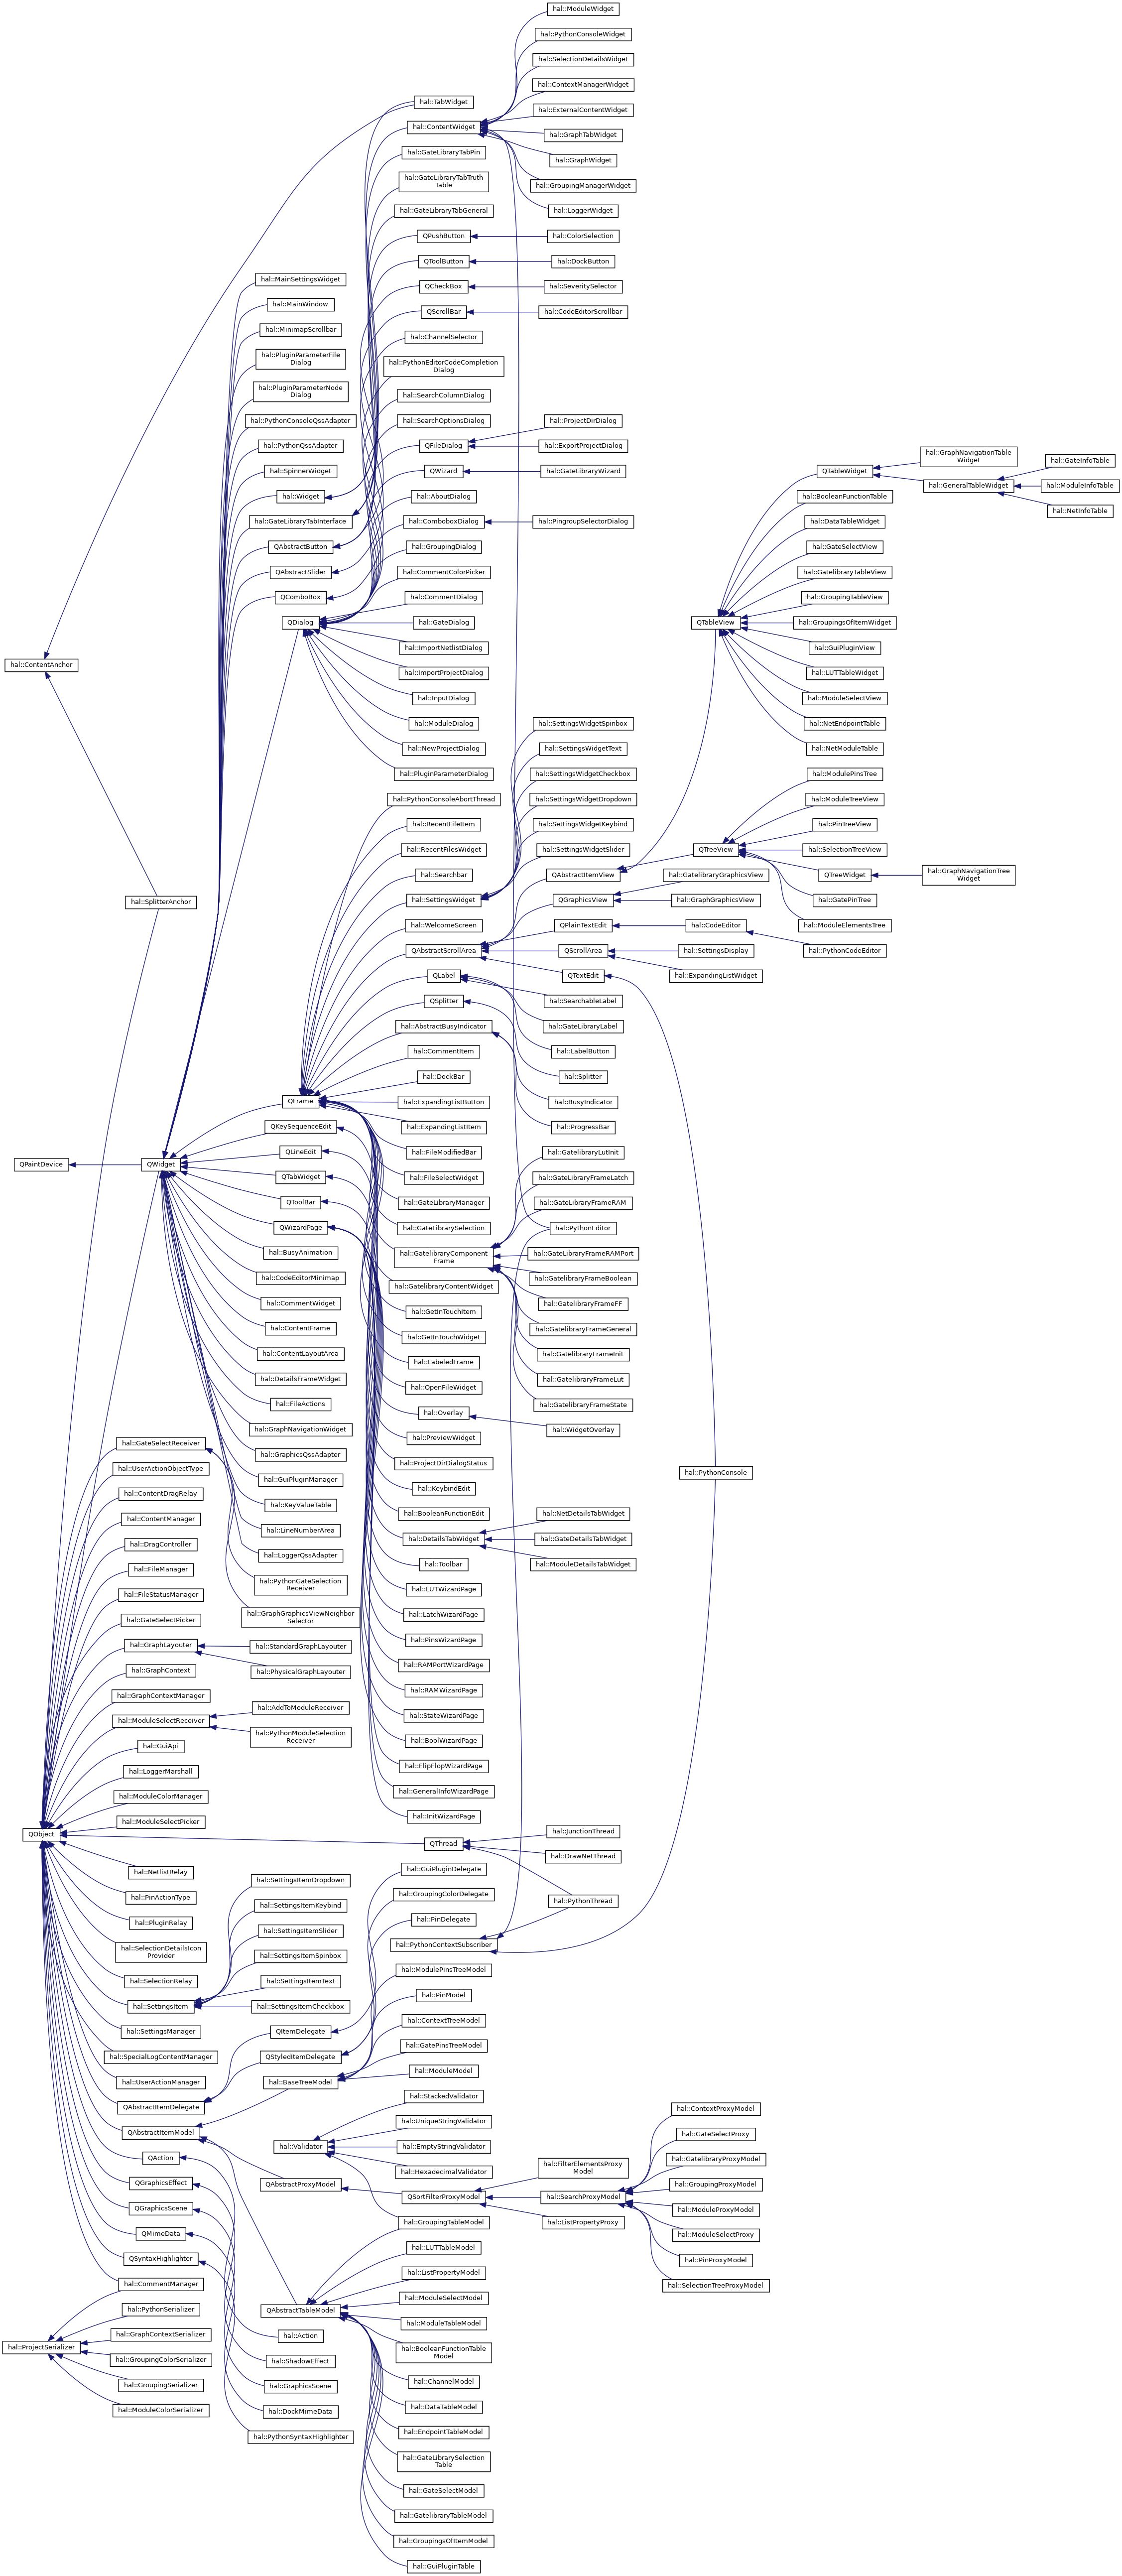 hal::ModuleWidget
hal::PythonConsoleWidget
hal::SelectionDetailsWidget
hal::ContextManagerWidget
hal::TabWidget
hal::ExternalContentWidget
hal::ContentWidget
hal::GraphTabWidget
hal::GateLibraryTabPin
hal::GraphWidget
hal::GateLibraryTabTruth
Table
hal::GroupingManagerWidget
hal::GateLibraryTabGeneral
hal::LoggerWidget
QPushButton
hal::ColorSelection
QToolButton
hal::DockButton
hal::MainSettingsWidget
QCheckBox
hal::SeveritySelector
hal::MainWindow
QScrollBar
hal::CodeEditorScrollbar
hal::MinimapScrollbar
hal::ChannelSelector
hal::PluginParameterFile
Dialog
hal::PythonEditorCodeCompletion
Dialog
hal::PluginParameterNode
Dialog
hal::SearchColumnDialog
hal::PythonConsoleQssAdapter
hal::SearchOptionsDialog
hal::ProjectDirDialog
hal::PythonQssAdapter
QFileDialog
hal::ExportProjectDialog
hal::GraphNavigationTable
Widget
hal::GateInfoTable
hal::SpinnerWidget
QWizard
hal::GateLibraryWizard
QTableWidget
hal::GeneralTableWidget
hal::ModuleInfoTable
hal::Widget
hal::AboutDialog
hal::BooleanFunctionTable
hal::NetInfoTable
hal::GateLibraryTabInterface
hal::ComboboxDialog
hal::PingroupSelectorDialog
hal::DataTableWidget
QAbstractButton
hal::GroupingDialog
hal::GateSelectView
QAbstractSlider
hal::CommentColorPicker
hal::GatelibraryTableView
QComboBox
hal::CommentDialog
hal::GroupingTableView
QDialog
hal::GateDialog
QTableView
hal::GroupingsOfItemWidget
hal::ImportNetlistDialog
hal::GuiPluginView
hal::ContentAnchor
hal::ImportProjectDialog
hal::LUTTableWidget
hal::InputDialog
hal::ModuleSelectView
hal::ModuleDialog
hal::SettingsWidgetSpinbox
hal::NetEndpointTable
hal::NewProjectDialog
hal::SettingsWidgetText
hal::NetModuleTable
hal::PluginParameterDialog
hal::SettingsWidgetCheckbox
hal::ModulePinsTree
hal::PythonConsoleAbortThread
hal::SettingsWidgetDropdown
hal::ModuleTreeView
hal::RecentFileItem
hal::SettingsWidgetKeybind
hal::PinTreeView
hal::RecentFilesWidget
hal::SettingsWidgetSlider
QTreeView
hal::SelectionTreeView
hal::Searchbar
QAbstractItemView
hal::GatelibraryGraphicsView
QTreeWidget
hal::GraphNavigationTree
Widget
hal::SplitterAnchor
hal::SettingsWidget
QGraphicsView
hal::GraphGraphicsView
hal::GatePinTree
hal::WelcomeScreen
QPlainTextEdit
hal::CodeEditor
hal::ModuleElementsTree
QAbstractScrollArea
QScrollArea
hal::SettingsDisplay
hal::PythonCodeEditor
QLabel
QTextEdit
hal::ExpandingListWidget
QSplitter
hal::SearchableLabel
hal::AbstractBusyIndicator
hal::GateLibraryLabel
hal::CommentItem
hal::LabelButton
hal::DockBar
hal::Splitter
QFrame
hal::ExpandingListButton
hal::BusyIndicator
QKeySequenceEdit
hal::ExpandingListItem
hal::ProgressBar
QLineEdit
hal::FileModifiedBar
hal::GatelibraryLutInit
QPaintDevice
QWidget
QTabWidget
hal::FileSelectWidget
hal::GateLibraryFrameLatch
QToolBar
hal::GateLibraryManager
hal::GateLibraryFrameRAM
QWizardPage
hal::GateLibrarySelection
hal::PythonEditor
hal::BusyAnimation
hal::GatelibraryComponent
Frame
hal::GateLibraryFrameRAMPort
hal::CodeEditorMinimap
hal::GatelibraryContentWidget
hal::GatelibraryFrameBoolean
hal::CommentWidget
hal::GetInTouchItem
hal::GatelibraryFrameFF
hal::ContentFrame
hal::GetInTouchWidget
hal::GatelibraryFrameGeneral
hal::ContentLayoutArea
hal::LabeledFrame
hal::GatelibraryFrameInit
hal::DetailsFrameWidget
hal::OpenFileWidget
hal::GatelibraryFrameLut
hal::FileActions
hal::Overlay
hal::GatelibraryFrameState
hal::GraphNavigationWidget
hal::PreviewWidget
hal::WidgetOverlay
hal::GateSelectReceiver
hal::GraphicsQssAdapter
hal::ProjectDirDialogStatus
hal::UserActionObjectType
hal::GuiPluginManager
hal::KeybindEdit
hal::PythonConsole
hal::ContentDragRelay
hal::KeyValueTable
hal::BooleanFunctionEdit
hal::NetDetailsTabWidget
hal::ContentManager
hal::LineNumberArea
hal::DetailsTabWidget
hal::GateDetailsTabWidget
hal::DragController
hal::LoggerQssAdapter
hal::Toolbar
hal::ModuleDetailsTabWidget
hal::FileManager
hal::PythonGateSelection
Receiver
hal::LUTWizardPage
hal::FileStatusManager
hal::GraphGraphicsViewNeighbor
Selector
hal::LatchWizardPage
hal::GateSelectPicker
hal::PinsWizardPage
hal::GraphLayouter
hal::StandardGraphLayouter
hal::RAMPortWizardPage
hal::GraphContext
hal::PhysicalGraphLayouter
hal::RAMWizardPage
hal::GraphContextManager
hal::AddToModuleReceiver
hal::StateWizardPage
hal::ModuleSelectReceiver
hal::PythonModuleSelection
Receiver
hal::BoolWizardPage
hal::GuiApi
hal::FlipFlopWizardPage
hal::LoggerMarshall
hal::GeneralInfoWizardPage
hal::ModuleColorManager
hal::InitWizardPage
hal::ModuleSelectPicker
hal::JunctionThread
QObject
QThread
hal::DrawNetThread
hal::NetlistRelay
hal::GuiPluginDelegate
hal::SettingsItemDropdown
hal::PinActionType
hal::GroupingColorDelegate
hal::PythonThread
hal::SettingsItemKeybind
hal::PluginRelay
hal::PinDelegate
hal::SettingsItemSlider
hal::SelectionDetailsIcon
Provider
hal::PythonContextSubscriber
hal::SettingsItemSpinbox
hal::SelectionRelay
hal::ModulePinsTreeModel
hal::SettingsItemText
hal::SettingsItem
hal::PinModel
hal::SettingsItemCheckbox
hal::SettingsManager
hal::ContextTreeModel
QItemDelegate
hal::SpecialLogContentManager
hal::GatePinsTreeModel
QStyledItemDelegate
hal::UserActionManager
hal::ModuleModel
hal::BaseTreeModel
QAbstractItemDelegate
hal::StackedValidator
hal::ContextProxyModel
QAbstractItemModel
hal::UniqueStringValidator
hal::GateSelectProxy
hal::Validator
hal::EmptyStringValidator
QAction
hal::HexadecimalValidator
hal::FilterElementsProxy
Model
hal::GatelibraryProxyModel
QGraphicsEffect
QAbstractProxyModel
QSortFilterProxyModel
hal::SearchProxyModel
hal::GroupingProxyModel
QGraphicsScene
hal::GroupingTableModel
hal::ListPropertyProxy
hal::ModuleProxyModel
QMimeData
hal::LUTTableModel
hal::ModuleSelectProxy
QSyntaxHighlighter
hal::ListPropertyModel
hal::PinProxyModel
hal::CommentManager
hal::ModuleSelectModel
hal::SelectionTreeProxyModel
hal::PythonSerializer
QAbstractTableModel
hal::ModuleTableModel
hal::GraphContextSerializer
hal::Action
hal::BooleanFunctionTable
Model
hal::ProjectSerializer
hal::GroupingColorSerializer
hal::ShadowEffect
hal::ChannelModel
hal::GroupingSerializer
hal::GraphicsScene
hal::DataTableModel
hal::ModuleColorSerializer
hal::DockMimeData
hal::EndpointTableModel
hal::PythonSyntaxHighlighter
hal::GateLibrarySelection
Table
hal::GateSelectModel
hal::GatelibraryTableModel
hal::GroupingsOfItemModel
hal::GuiPluginTable